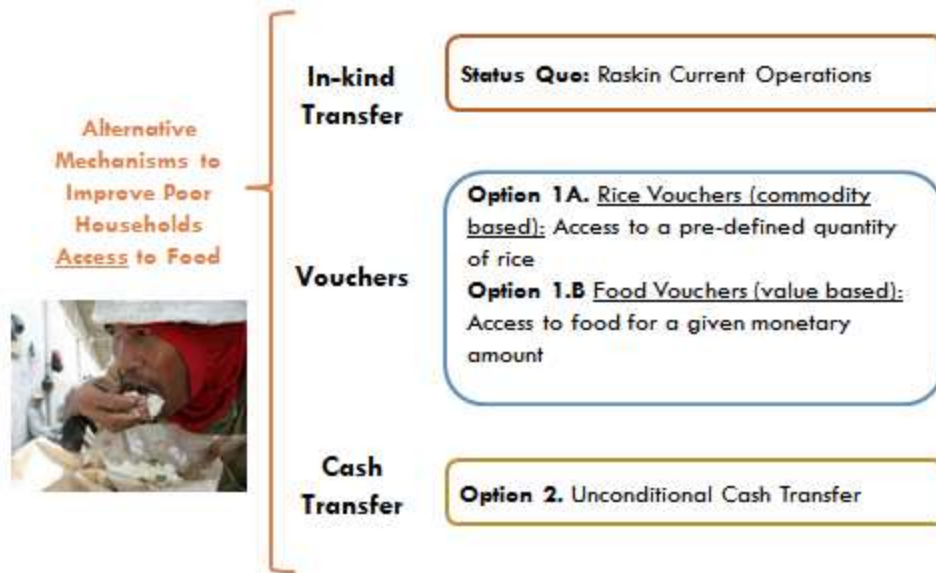 Alternative
Mechanisms to
Improve Poor
Households
Access to Food
In-kind
Transfer
Status Quo: Raskin Current Operations
Vouchers
Option 1A. Rice Vouchers (commodity
based): Access to a pre-defined quantity
of rice
Option 1.B Food Vouchers (value based):
Access to food for a given monetary
amount
Cash
Transfer
Option 2. Unconditional Cash Transfer